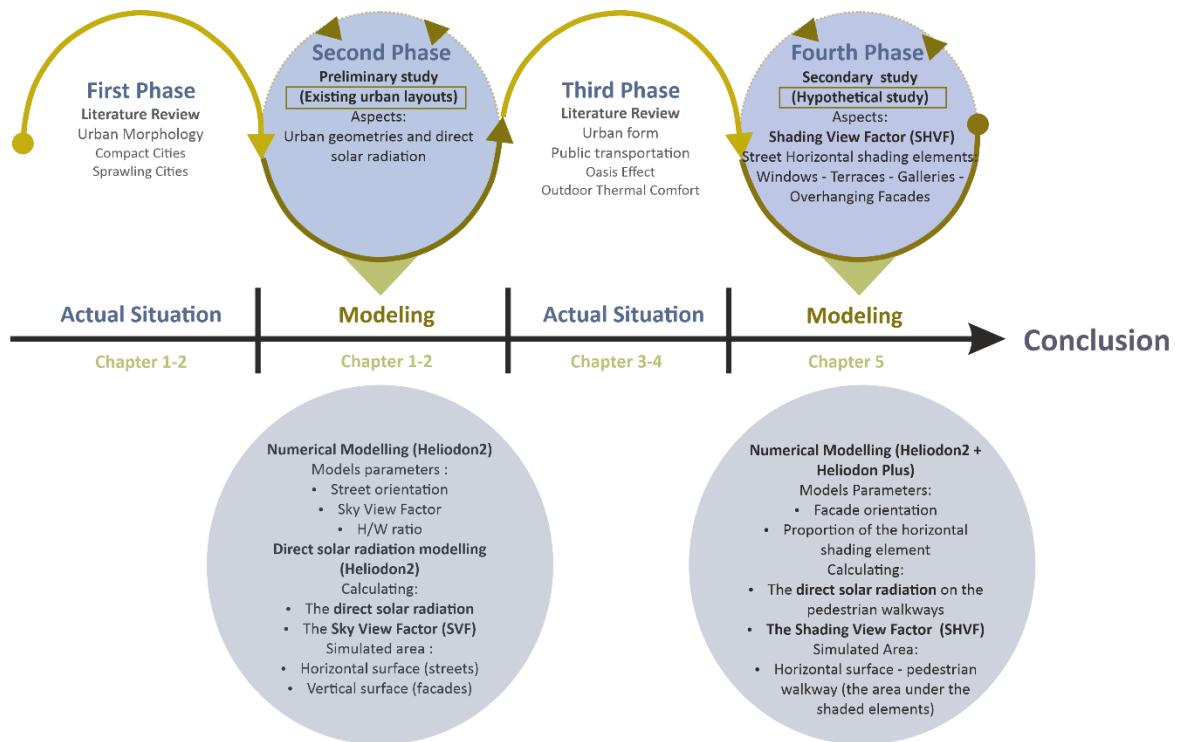 First Phase
Literature Review
Urban Morphology
Compact Cities
Sprawling Cities
Second Phase
Preliminary study
(Existing urban layouts)
Aspects:
Urban geometries and direct
solar radiation
Third Phase
Literature Review
Urban form
Public transportation
Oasis Effect
Outdoor Thermal Comfort
Fourth Phase
Secondary study
(Hypothetical study)
Aspects:
Shading View Factor (SHVF)
Street Horizontal shading elements:
Windows - Terraces - Galleries -
Overhanging Facades
Actual Situation
Modeling
Actual Situation
Modeling
Conclusion
Chapter 1-2
Chapter 1-2
Chapter 3-4
Chapter 5
Numerical Modelling (Heliodon2)
Models parameters :
• Street orientation
• Sky View Factor
• H/W ratio
Direct solar radiation modelling
(Heliodon2)
Calculating:
• The direct solar radiation
• The Sky View Factor (SVF)
Simulated area :
• Horizontal surface (streets)
• Vertical surface (facades)
Numerical Modelling (Heliodon2 +
Heliodon Plus)
Models Parameters:
• Facade orientation
• Proportion of the horizontal
shading element
Calculating:
• The direct solar radiation on the
pedestrian walkways
• The Shading View Factor (SHVF)
Simulated Area:
• Horizontal surface - pedestrian
walkway (the area under the
shaded elements)